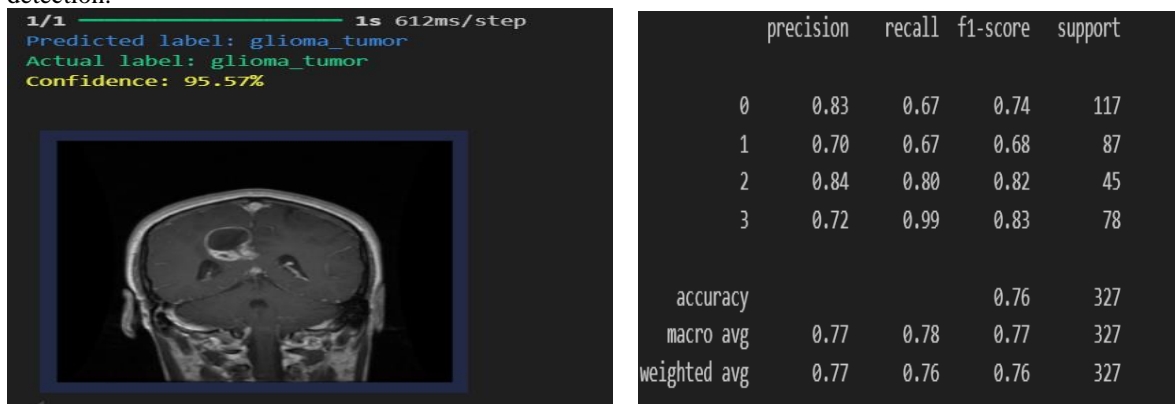 detection.
1/1 ━━━━━━━━━━━━━━━━━━━━ 1s 612ms/step
Predicted label: glioma_tumor
Actual label: glioma_tumor
Confidence: 95.57%
precision recall f1-score support
0 0.83 0.67 0.74 117
1 0.70 0.67 0.68 87
2 0.84 0.80 0.82 45
3 0.72 0.99 0.83 78
accuracy 0.76 327
macro avg 0.77 0.78 0.77 327
weighted avg 0.77 0.76 0.76 327